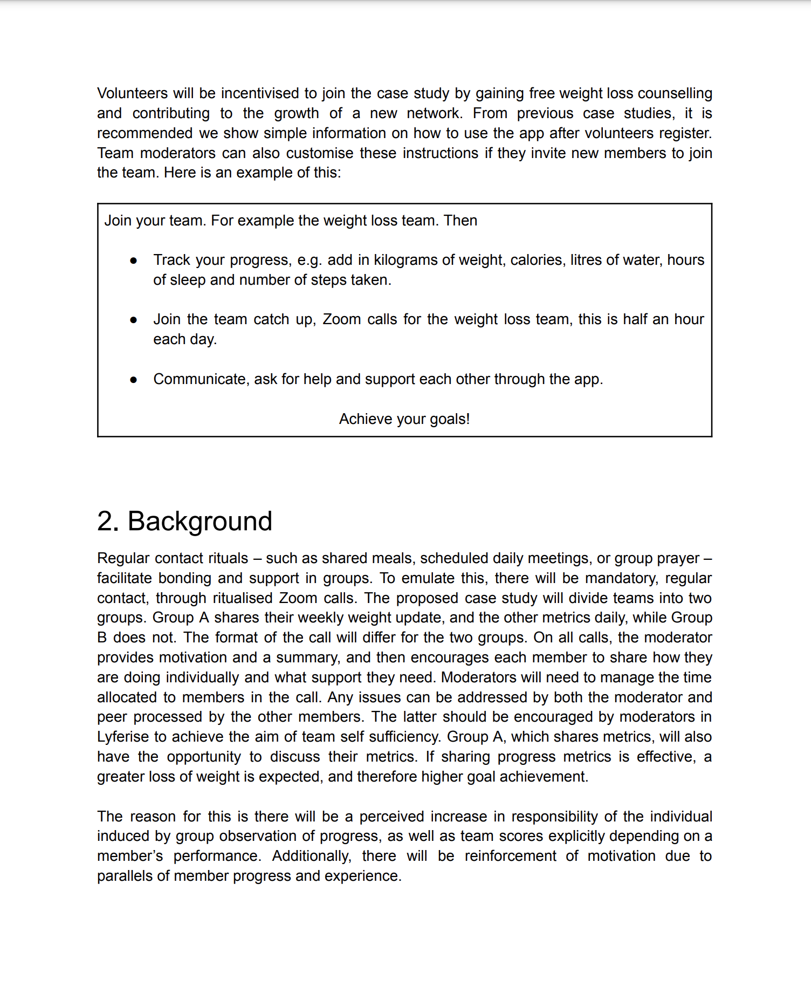 Volunteers will be incentivised to join the case study by gaining free weight loss counselling
and contributing to the growth of a new network. From previous case studies, it is
recommended we show simple information on how to use the app after volunteers register.
Team moderators can also customise these instructions if they invite new members to join
the team. Here is an example of this:
Join your team. For example the weight loss team. Then
● Track your progress, e.g. add in kilograms of weight, calories, litres of water, hours
of sleep and number of steps taken.
● Join the team catch up, Zoom calls for the weight loss team, this is half an hour
each day.
● Communicate, ask for help and support each other through the app.
Achieve your goals!
2. Background
Regular contact rituals – such as shared meals, scheduled daily meetings, or group prayer –
facilitate bonding and support in groups. To emulate this, there will be mandatory, regular
contact, through ritualised Zoom calls. The proposed case study will divide teams into two
groups. Group A shares their weekly weight update, and the other metrics daily, while Group
B does not. The format of the call will differ for the two groups. On all calls, the moderator
provides motivation and a summary, and then encourages each member to share how they
are doing individually and what support they need. Moderators will need to manage the time
allocated to members in the call. Any issues can be addressed by both the moderator and
peer processed by the other members. The latter should be encouraged by moderators in
Lyferise to achieve the aim of team self sufficiency. Group A, which shares metrics, will also
have the opportunity to discuss their metrics. If sharing progress metrics is effective, a
greater loss of weight is expected, and therefore higher goal achievement.
The reason for this is there will be a perceived increase in responsibility of the individual
induced by group observation of progress, as well as team scores explicitly depending on a
member’s performance. Additionally, there will be reinforcement of motivation due to
parallels of member progress and experience.